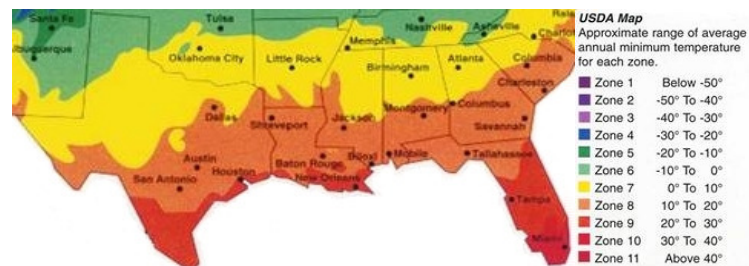 Santa Fe
Tulsa
Nashville
Asheville
Rale
Charlot
lbuquerque
Oklahoma City
Little Rock
Memphis
Birmingham
Atlanta
Columbia
Charleston
Dallas
Shreveport
Jackson
Montgomery
Columbus
Savannah
Austin
San Antonio
Houston
Baton Rouge
Biloxi
New Orleans
Mobile
Tallahassee
Tampa
Miami
USDA Map
Approximate range of average
annual minimum temperature
for each zone.
Zone 1 Below -50°
Zone 2 -50° To -40°
Zone 3 -40° To -30°
Zone 4 -30° To -20°
Zone 5 -20° To -10°
Zone 6 -10° To 0°
Zone 7 0° To 10°
Zone 8 10° To 20°
Zone 9 20° To 30°
Zone 10 30° To 40°
Zone 11 Above 40°